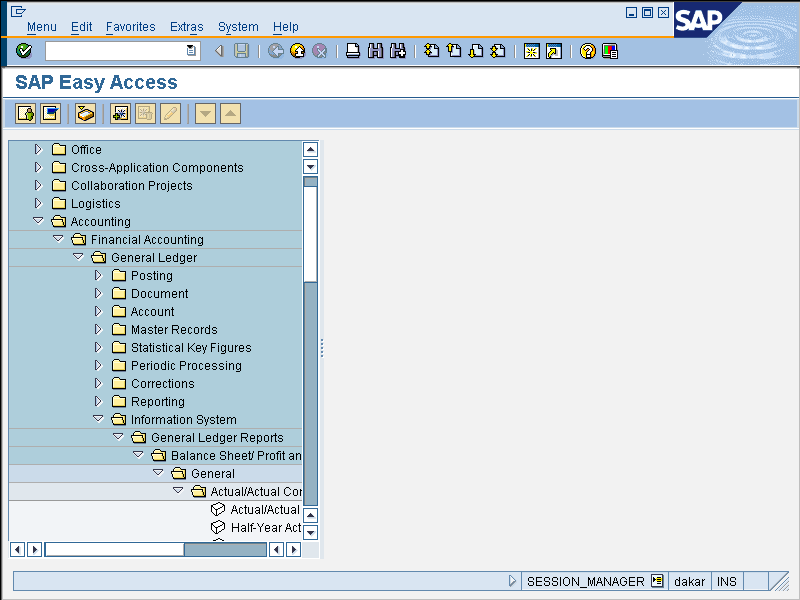 Menu Edit Favorites Extras System Help
SAP
SAP Easy Access
Office
Cross-Application Components
Collaboration Projects
Logistics
Accounting
Financial Accounting
General Ledger
Posting
Document
Account
Master Records
Statistical Key Figures
Periodic Processing
Corrections
Reporting
Information System
General Ledger Reports
Balance Sheet/ Profit an
General
Actual/Actual Cor
Actual/Actual
Half-Year Act
SESSION_MANAGER dakar INS